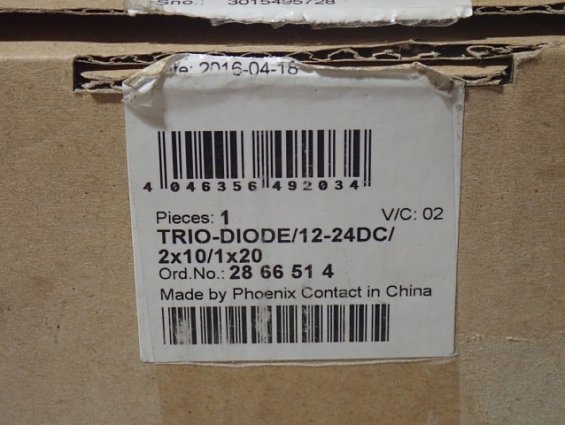 Sno.: 3015495728
Date: 2016-04-18
4 046356 492034
Pieces: 1 V/C: 02
TRIO-DIODE/12-24DC/
2x10/1x20
Ord.No.: 28 66 51 4
Made by Phoenix Contact in China